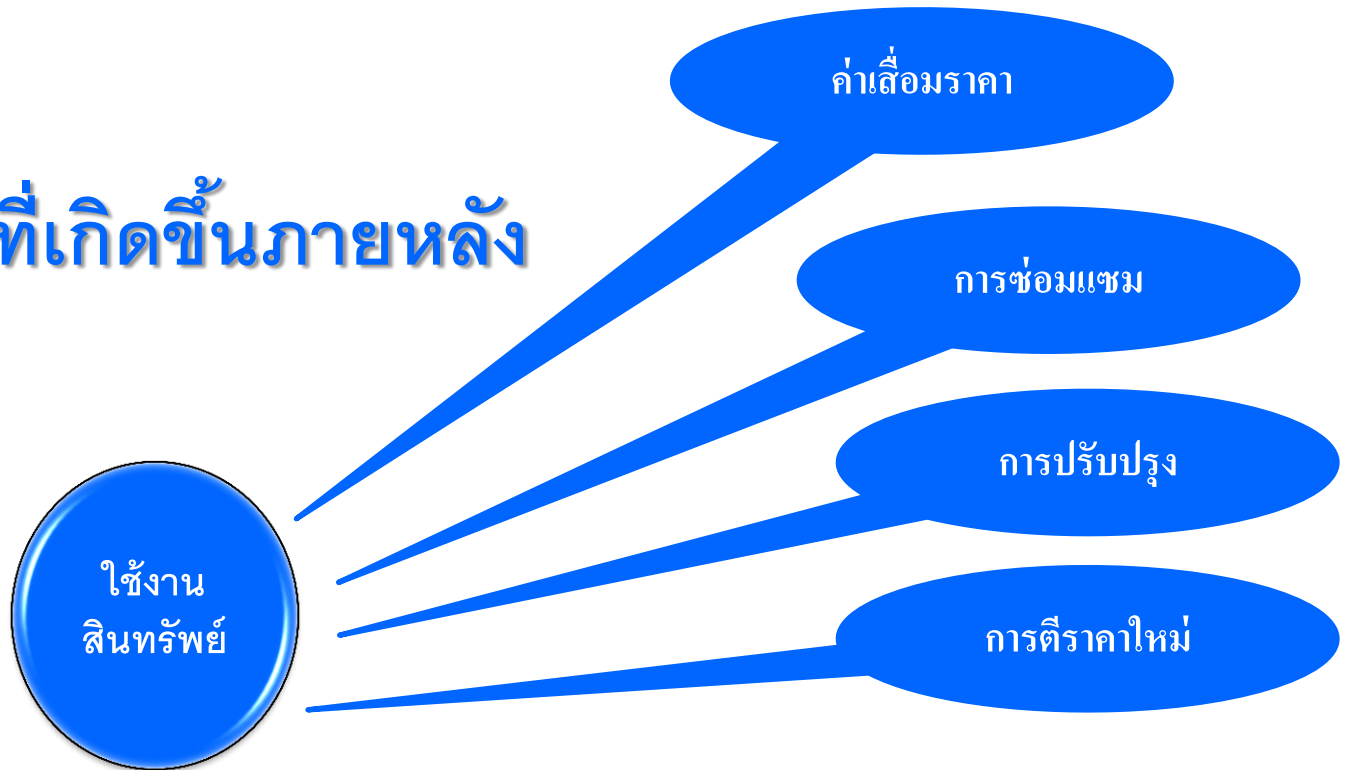 ค่าเสื่อมราคา
ที่เกิดขึ้นภายหลัง
การซ่อมแซม
การปรับปรุง
ใช้งาน
สินทรัพย์
การตีราคาใหม่